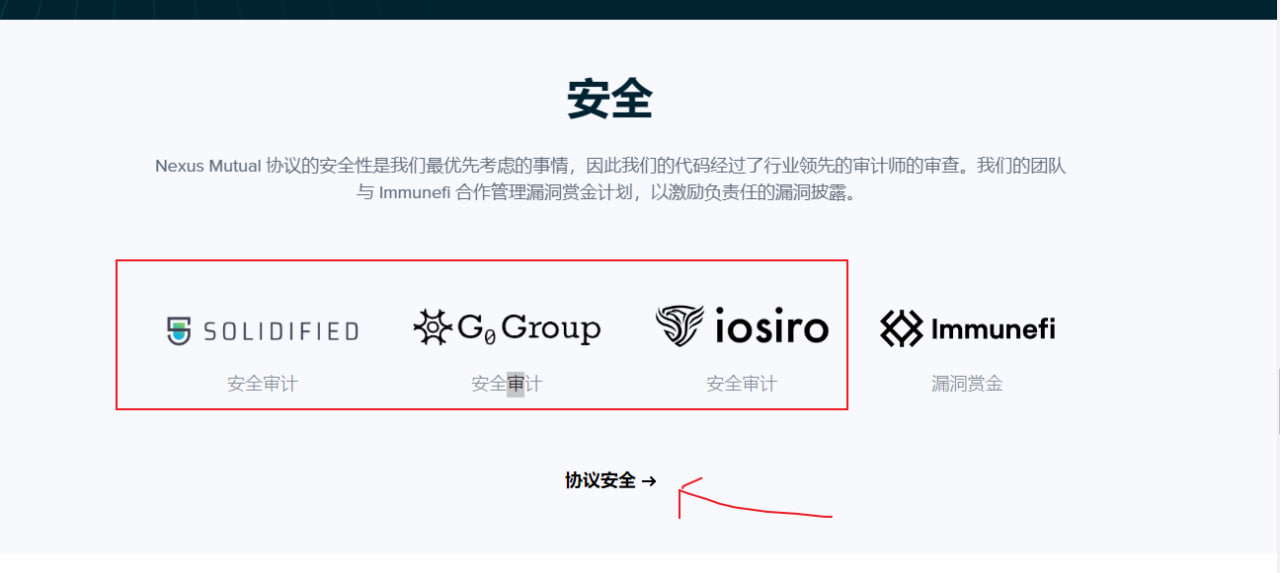 安全
Nexus Mutual 协议的安全性是我们最优先考虑的事情，因此我们的代码经过了行业领先的审计师的审查。我们的团队
与 Immunefi 合作管理漏洞赏金计划，以激励负责任的漏洞披露。
SOLIDIFIED G0 Group iosiro Immunefi
安全审计 安全审计 安全审计 漏洞赏金
协议安全 →